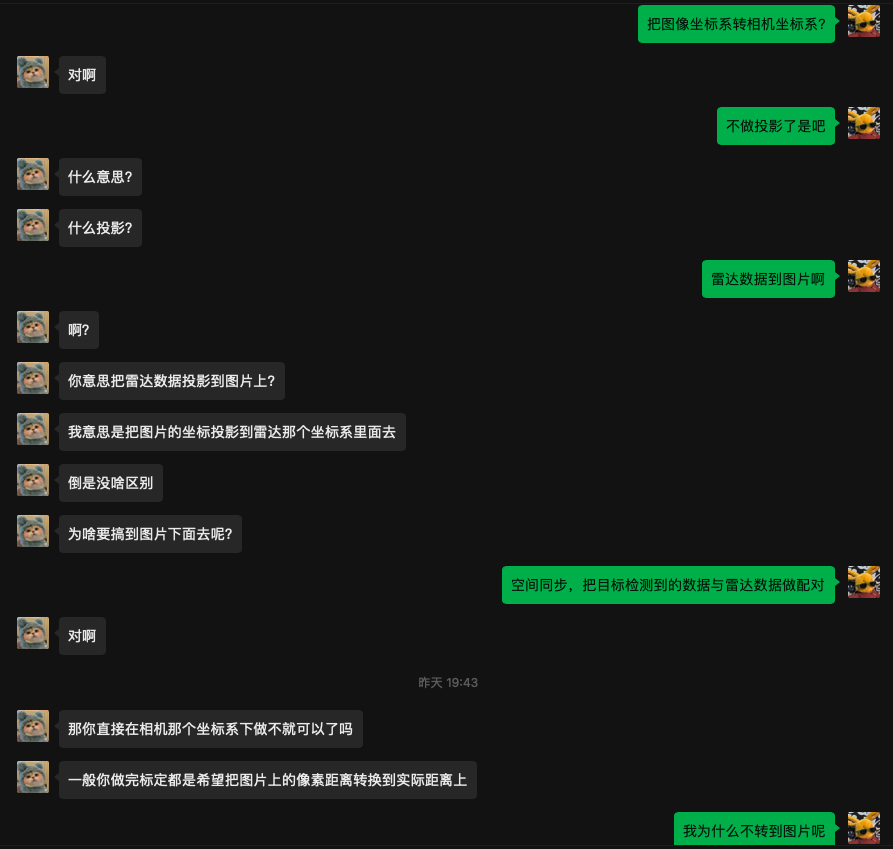 把图像坐标系转相机坐标系?
对啊
不做投影了是吧
什么意思?
什么投影?
雷达数据到图片啊
啊?
你意思把雷达数据投影到图片上?
我意思是把图片的坐标投影到雷达那个坐标系里面去
倒是没啥区别
为啥要搞到图片下面去呢?
空间同步，把目标检测到的数据与雷达数据做配对
对啊
昨天 19:43
那你直接在相机那个坐标系下做不就可以了吗
一般你做完标定都是希望把图片上的像素距离转换到实际距离上
我为什么不转到图片呢